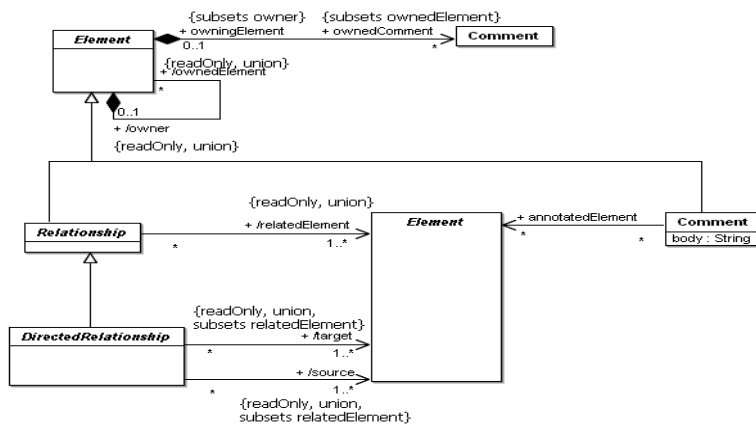 {subsets owner} {subsets ownedElement}
Element
+ owningElement + ownedComment
0..1 *
Comment
{readOnly, union}
+ /ownedElement
*
0..1
+ /owner
{readOnly, union}
{readOnly, union}
Relationship
+ /relatedElement
* 1..*
Element
+ annotatedElement
* *
Comment
body : String
{readOnly, union,
subsets relatedElement}
DirectedRelationship
+ /target
* 1..*
+ /source
* 1..*
{readOnly, union,
subsets relatedElement}